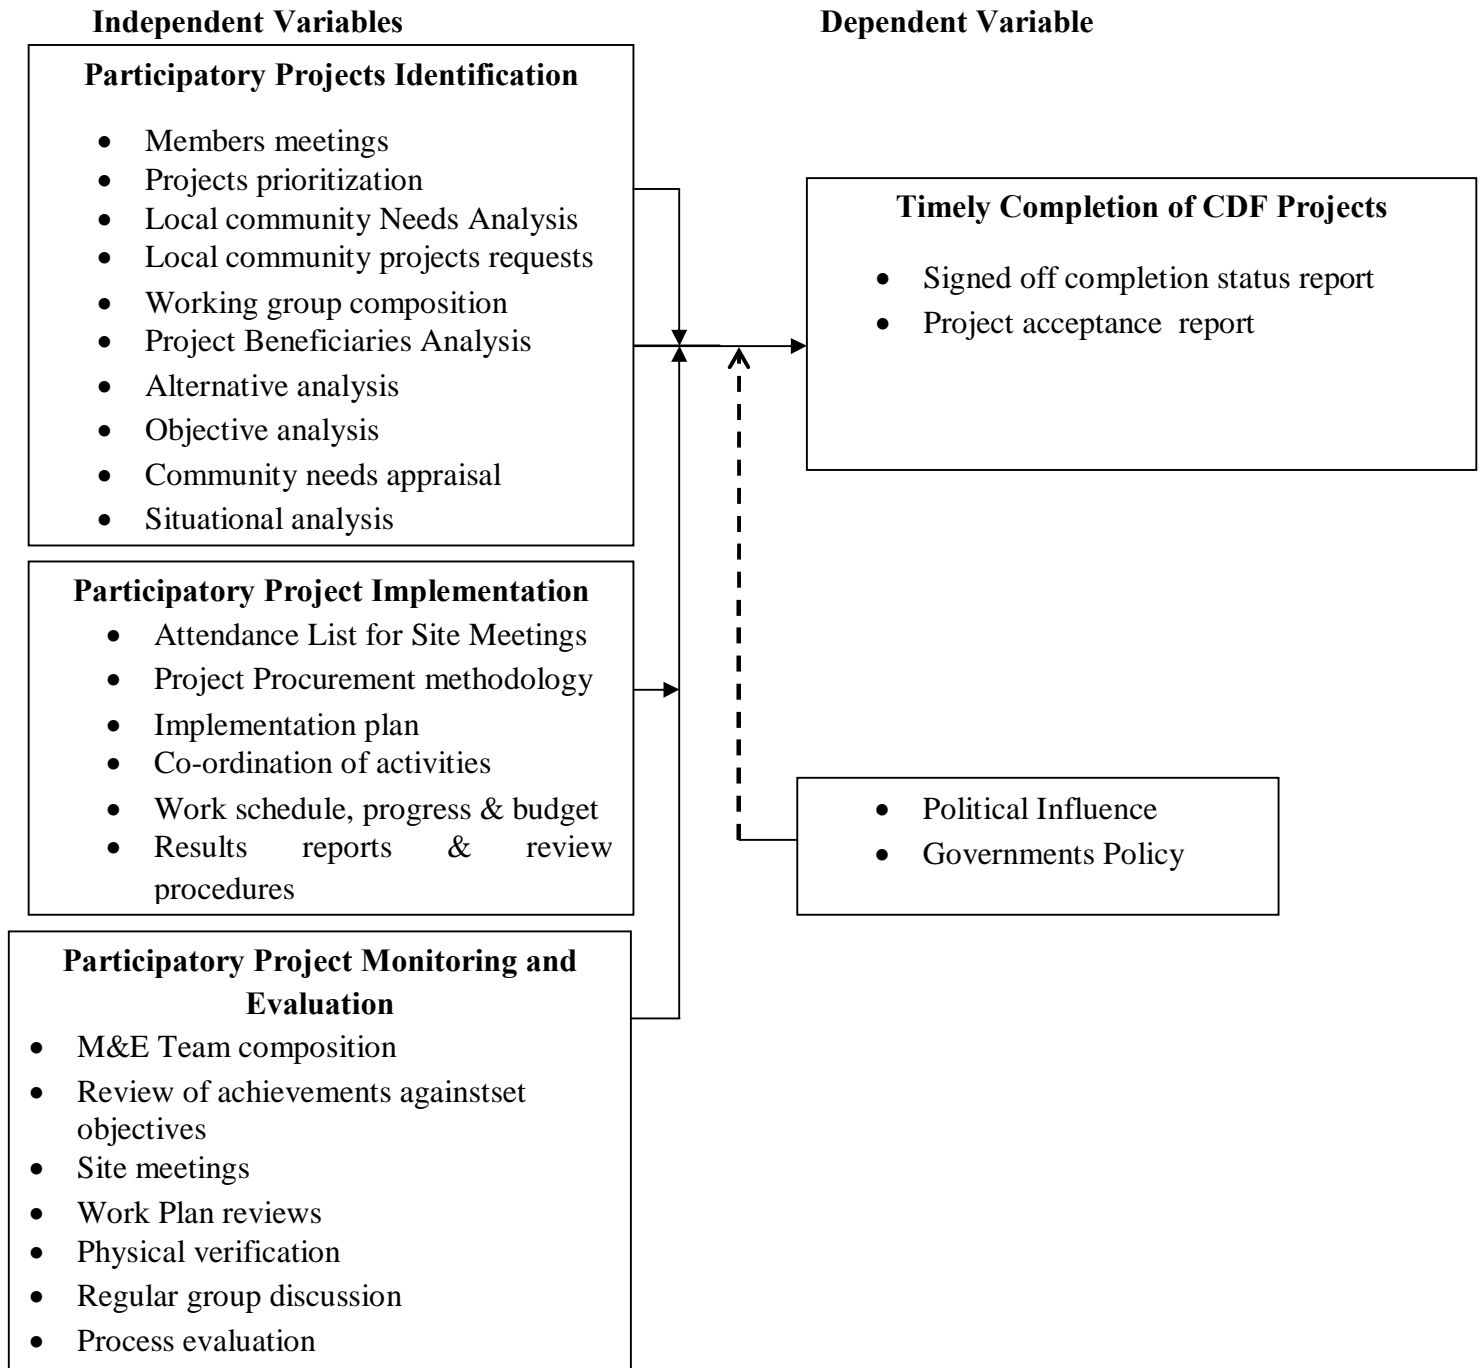 Independent Variables
Dependent Variable
Participatory Projects Identification
• Members meetings
• Projects prioritization
• Local community Needs Analysis
• Local community projects requests
• Working group composition
• Project Beneficiaries Analysis
• Alternative analysis
• Objective analysis
• Community needs appraisal
• Situational analysis
Timely Completion of CDF Projects
• Signed off completion status report
• Project acceptance report
Participatory Project Implementation
• Attendance List for Site Meetings
• Project Procurement methodology
• Implementation plan
• Co-ordination of activities
• Work schedule, progress & budget
• Results reports & review
procedures
• Political Influence
• Governments Policy
Participatory Project Monitoring and
Evaluation
• M&E Team composition
• Review of achievements againstset
objectives
• Site meetings
• Work Plan reviews
• Physical verification
• Regular group discussion
• Process evaluation